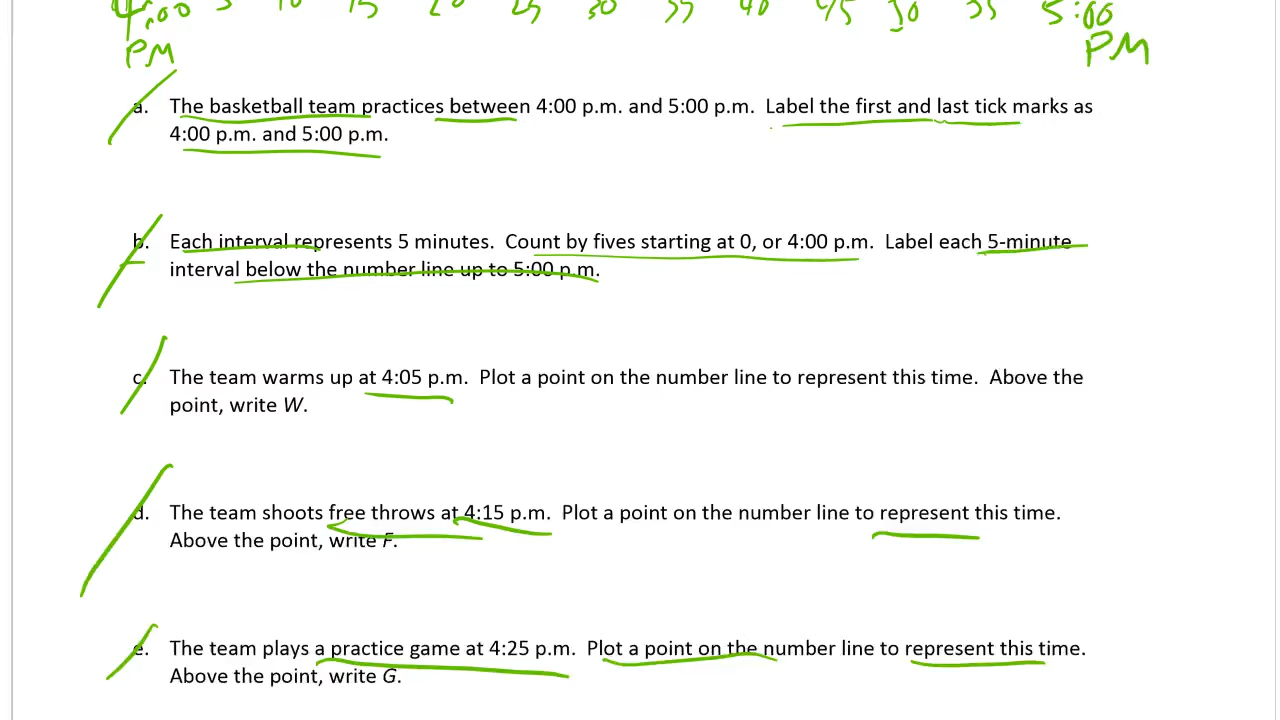 4:00 5 10 15 20 25 30 35 40 45 50 55 5:00
PM PM
a. The basketball team practices between 4:00 p.m. and 5:00 p.m. Label the first and last tick marks as
4:00 p.m. and 5:00 p.m.
b. Each interval represents 5 minutes. Count by fives starting at 0, or 4:00 p.m. Label each 5-minute
interval below the number line up to 5:00 p.m.
c. The team warms up at 4:05 p.m. Plot a point on the number line to represent this time. Above the
point, write W.
d. The team shoots free throws at 4:15 p.m. Plot a point on the number line to represent this time.
Above the point, write F.
e. The team plays a practice game at 4:25 p.m. Plot a point on the number line to represent this time.
Above the point, write G.